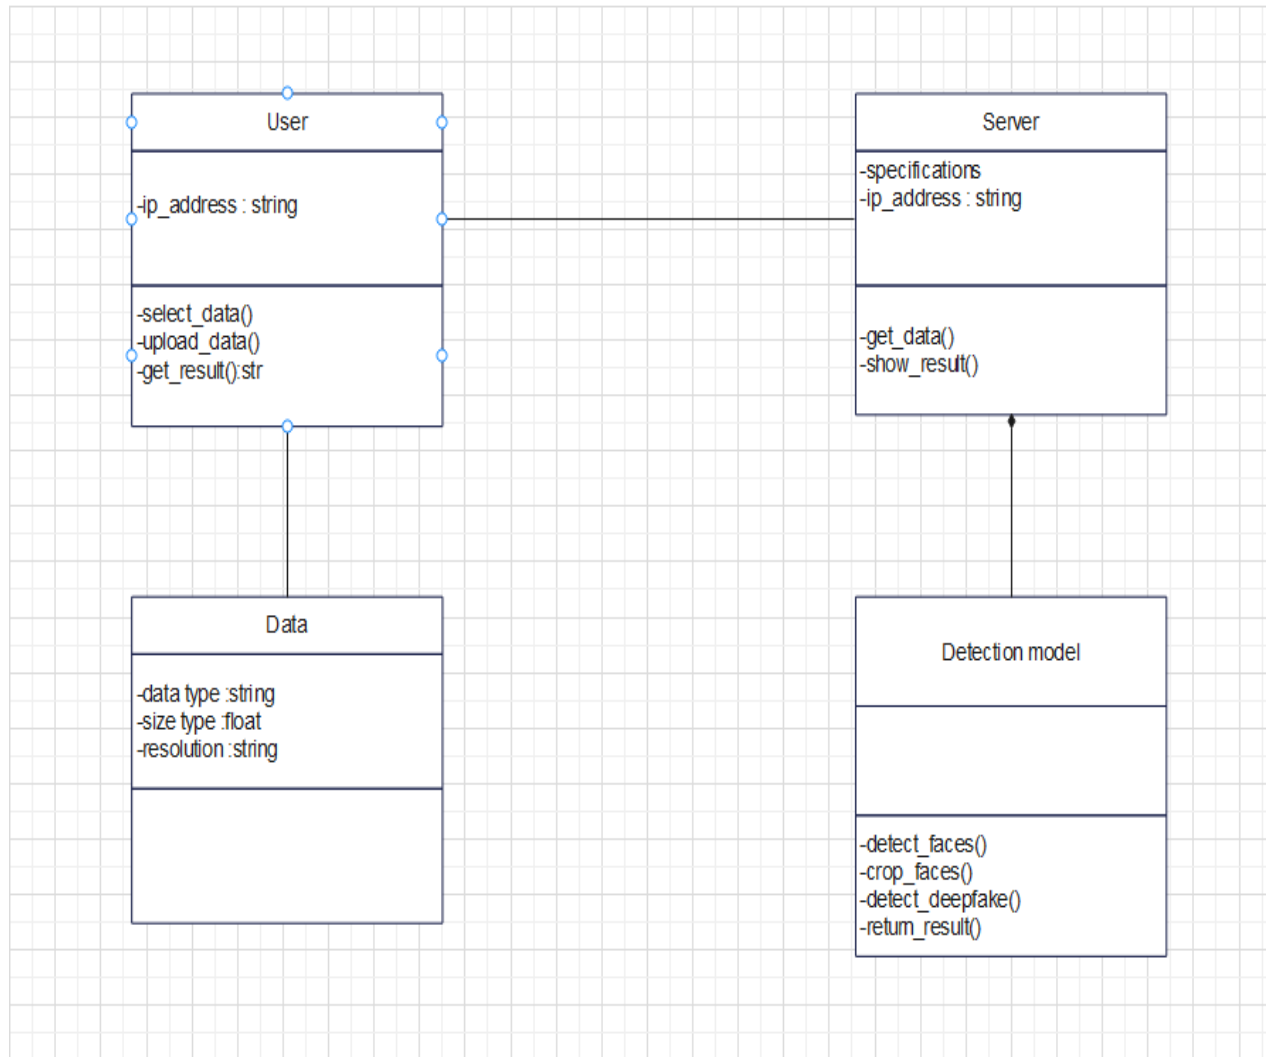 User
-ip_address : string
-select_data()
-upload_data()
-get_result():str
Server
-specifications
-ip_address : string
-get_data()
-show_result()
Data
-data type :string
-size type :float
-resolution :string
Detection model
-detect_faces()
-crop_faces()
-detect_deepfake()
-return_result()